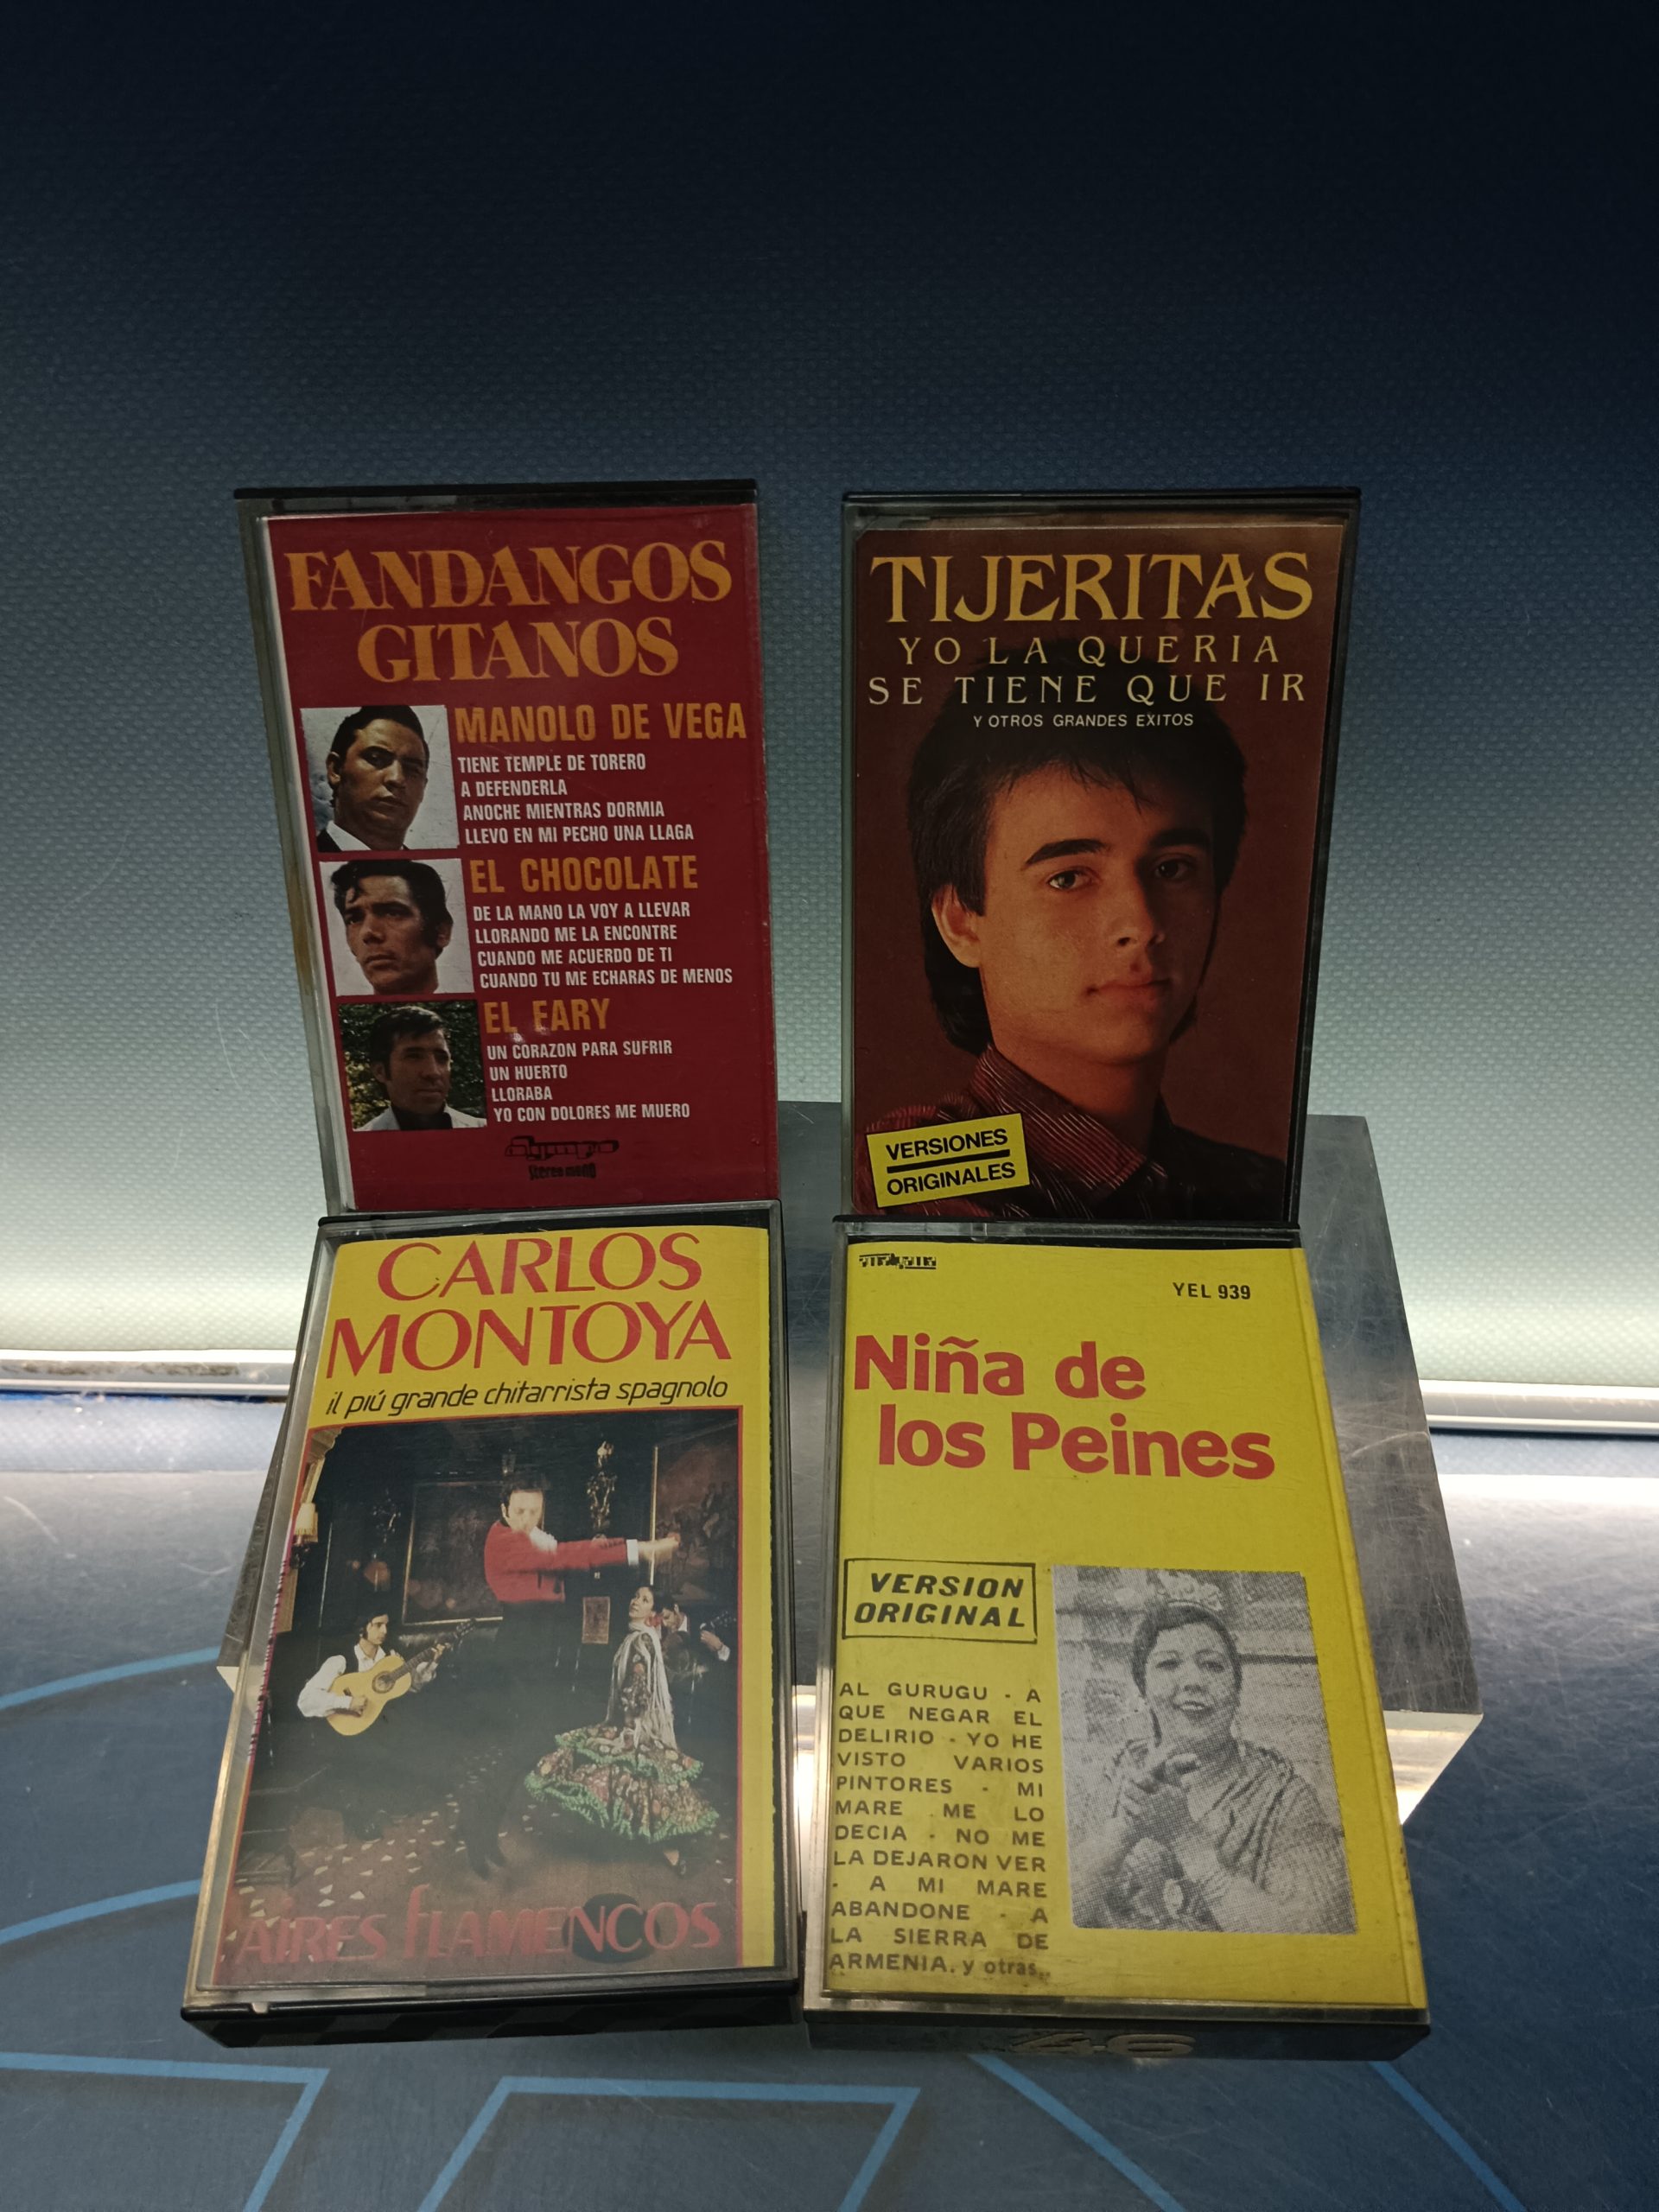 FANDANGOS
GITANOS
MANOLO DE VEGA
TIENE TEMPLE DE TORERO
A DEFENDERLA
ANOCHE MIENTRAS DORMIA
LLEVO EN MI PECHO UNA LLAGA
EL CHOCOLATE
DE LA MANO LA VOY A LLEVAR
LLORANDO ME LA ENCONTRE
CUANDO ME ACUERDO DE TI
CUANDO TU ME ECHARAS DE MENOS
EL EARY
UN CORAZON PARA SUFRIR
UN HUERTO
LLORABA
YO CON DOLORES ME MUERO
Olympo
TIJERITAS
YO LA QUERIA
SE TIENE QUE IR
Y OTROS GRANDES EXITOS
VERSIONES
ORIGINALES
CARLOS
MONTOYA
il più grande chitarrista spagnolo
AIRES FLAMENCOS
YEL 939
Niña de
los Peines
VERSION
ORIGINAL
AL GURUGU - A
QUE NEGAR EL
DELIRIO - YO HE
VISTO VARIOS
PINTORES - MI
MARE ME LO
DECIA - NO ME
LA DEJARON VER
- A MI MARE
ABANDONE - A
LA SIERRA DE
ARMENIA. y otras..
46